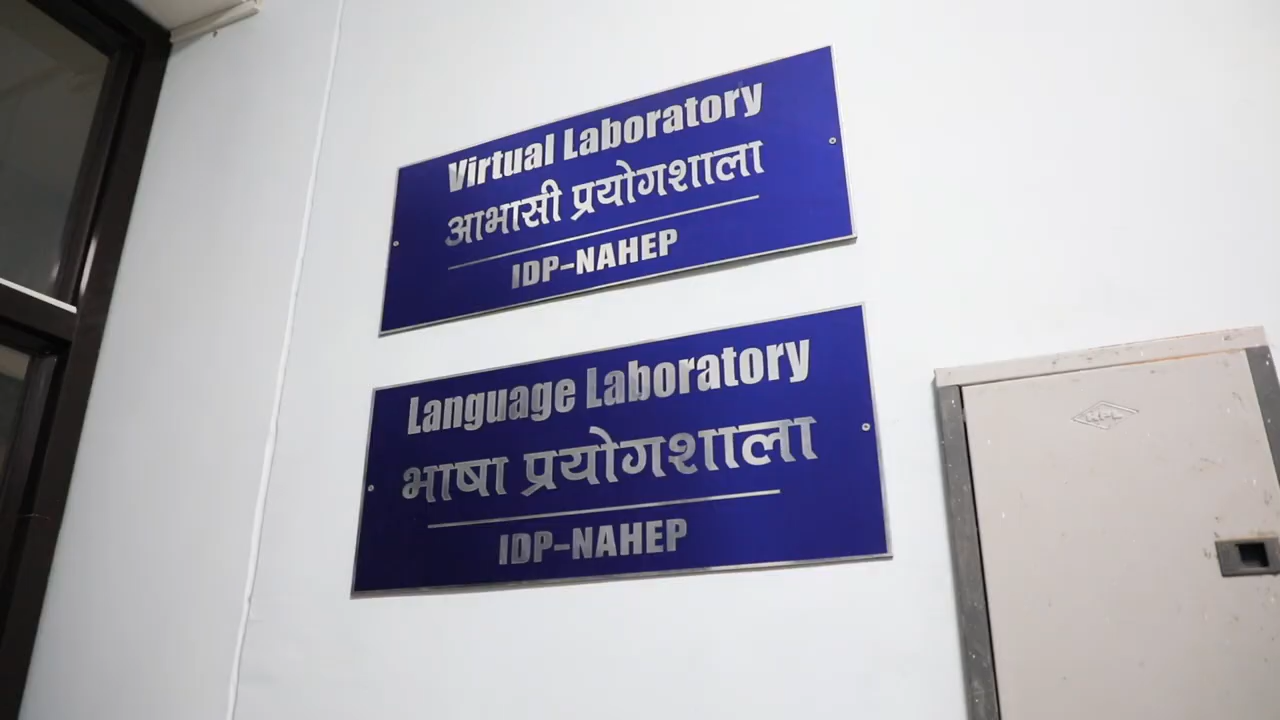 Virtual Laboratory
आभासी प्रयोगशाला
IDP-NAHEP
Language Laboratory
भाषा प्रयोगशाला
IDP-NAHEP